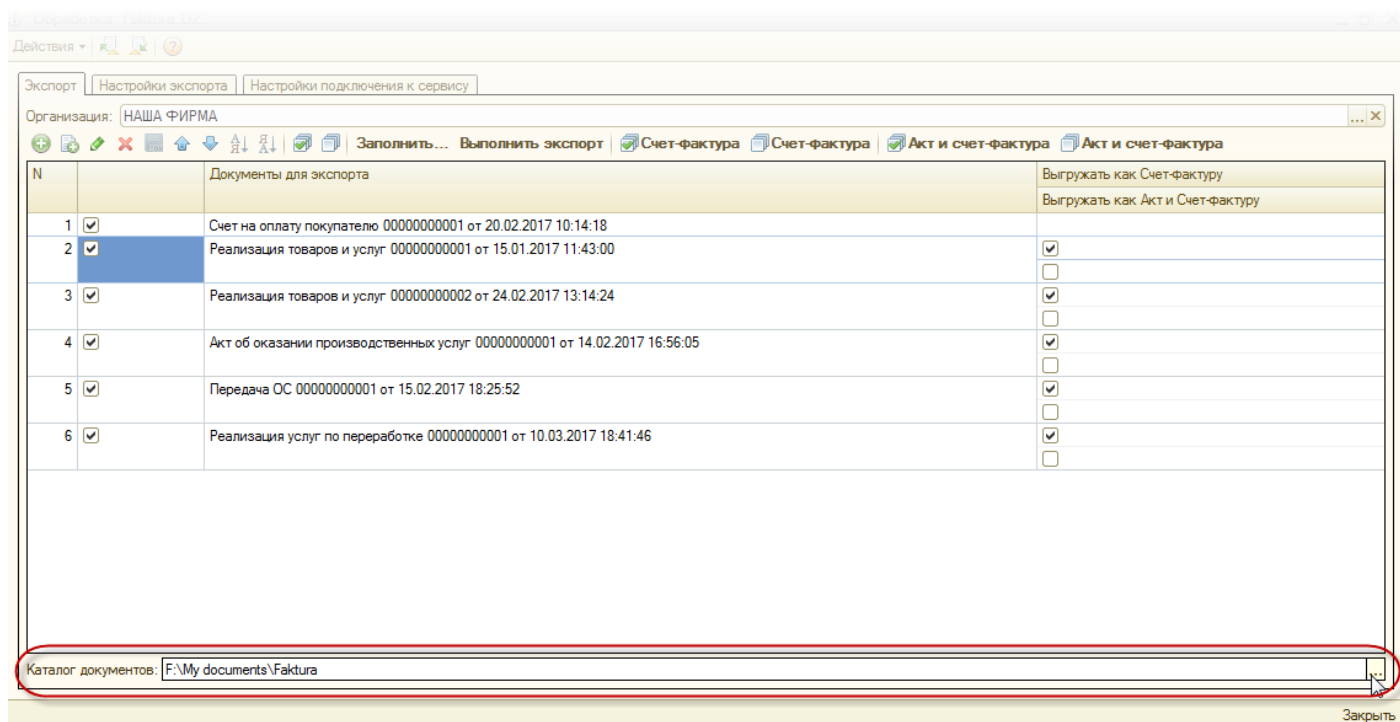 Обработка Faktura DZ
Действия
Экспорт Настройки экспорта Настройки подключения к сервису
Организация: НАША ФИРМА ...
Заполнить... Выполнить экспорт Счет-фактура Счет-фактура Акт и счет-фактура Акт и счет-фактура
N Документы для экспорта Выгружать как Счет-фактуру
Выгружать как Акт и Счет-фактуру
1 Счет на оплату покупателю 00000000001 от 20.02.2017 10:14:18
2 Реализация товаров и услуг 00000000001 от 15.01.2017 11:43:00
3 Реализация товаров и услуг 00000000002 от 24.02.2017 13:14:24
4 Акт об оказании производственных услуг 00000000001 от 14.02.2017 16:56:05
5 Передача ОС 00000000001 от 15.02.2017 18:25:52
6 Реализация услуг по переработке 00000000001 от 10.03.2017 18:41:46
Каталог документов: F:\My documents\Faktura ...
Закрыть